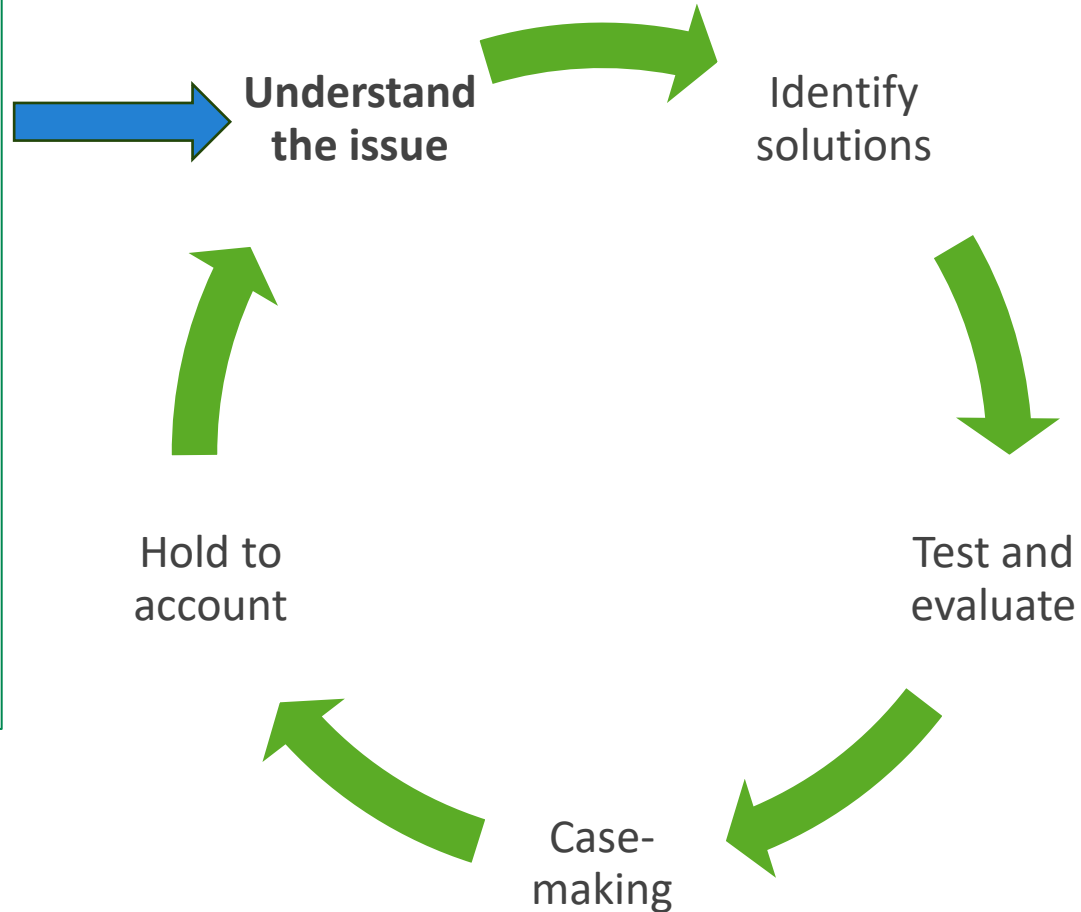 Understand
the issue
Identify
solutions
Test and
evaluate
Case-
making
Hold to
account